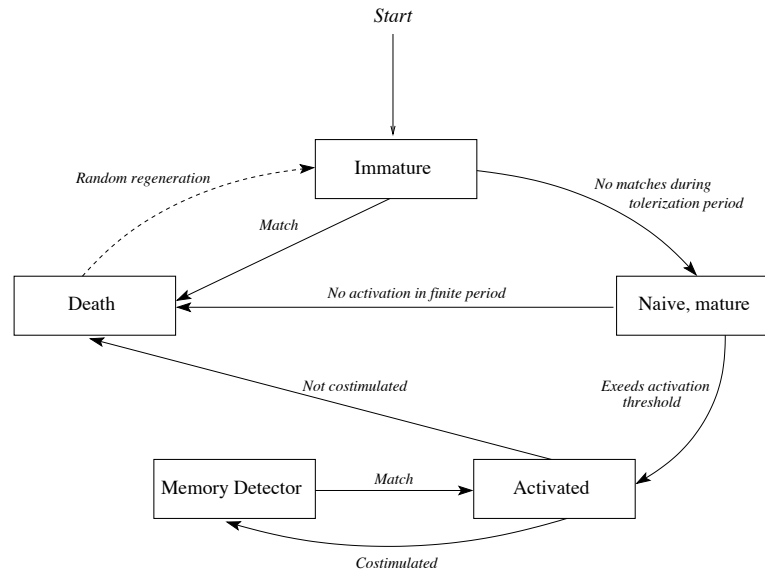 Start
Immature
Random regeneration
No matches during
tolerization period
Match
Death
No activation in finite period
Naive, mature
Not costimulated
Exeeds activation
threshold
Memory Detector
Match
Activated
Costimulated